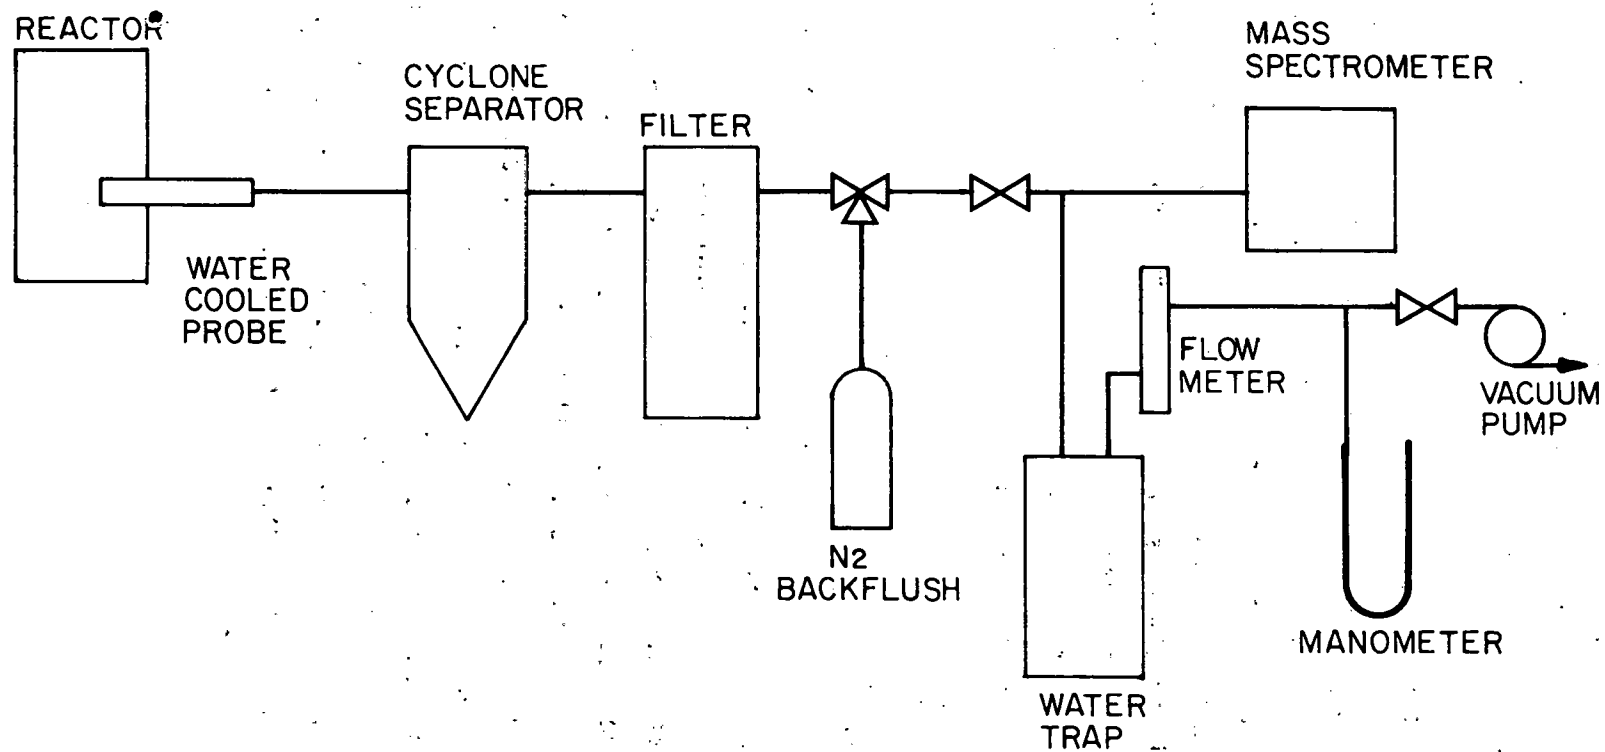 REACTOR
CYCLONE
SEPARATOR
FILTER
MASS
SPECTROMETER
WATER
COOLED
PROBE
FLOW
METER
VACUUM
PUMP
N2
BACKFLUSH
MANOMETER
WATER
TRAP